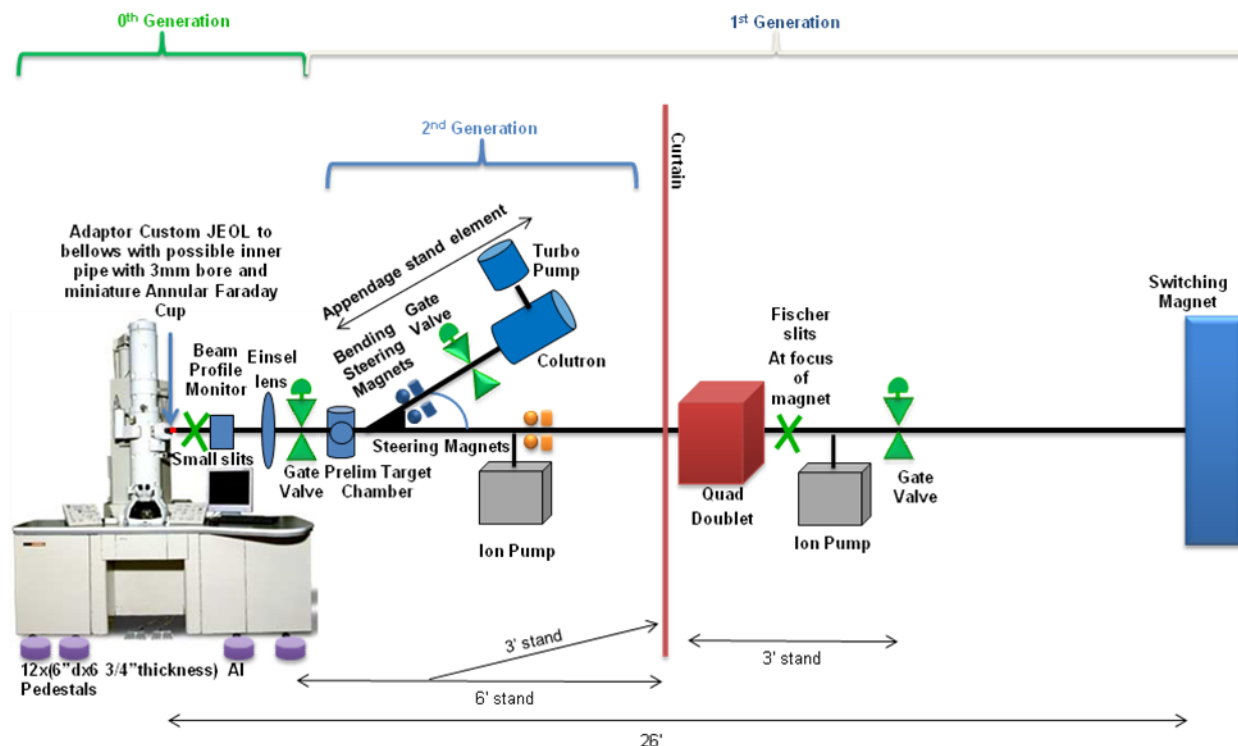 0th Generation
1st Generation
2nd Generation
Curtain
Adaptor Custom JEOL to
bellows with possible inner
pipe with 3mm bore and
miniature Annular Faraday
Cup
Appendage stand element
Turbo
Pump
Switching
Magnet
Beam
Profile
Monitor
Einsel
lens
Bending
Steering
Magnets
Gate
Valve
Colutron
Fischer
slits
At focus of
magnet
Small slits
Steering Magnets
Gate
Valve
Prelim Target
Chamber
Quad
Doublet
Gate
Valve
Ion Pump
Ion Pump
3' stand
3' stand
12x(6"dx6 3/4"thickness) Al
Pedestals
6' stand
26'